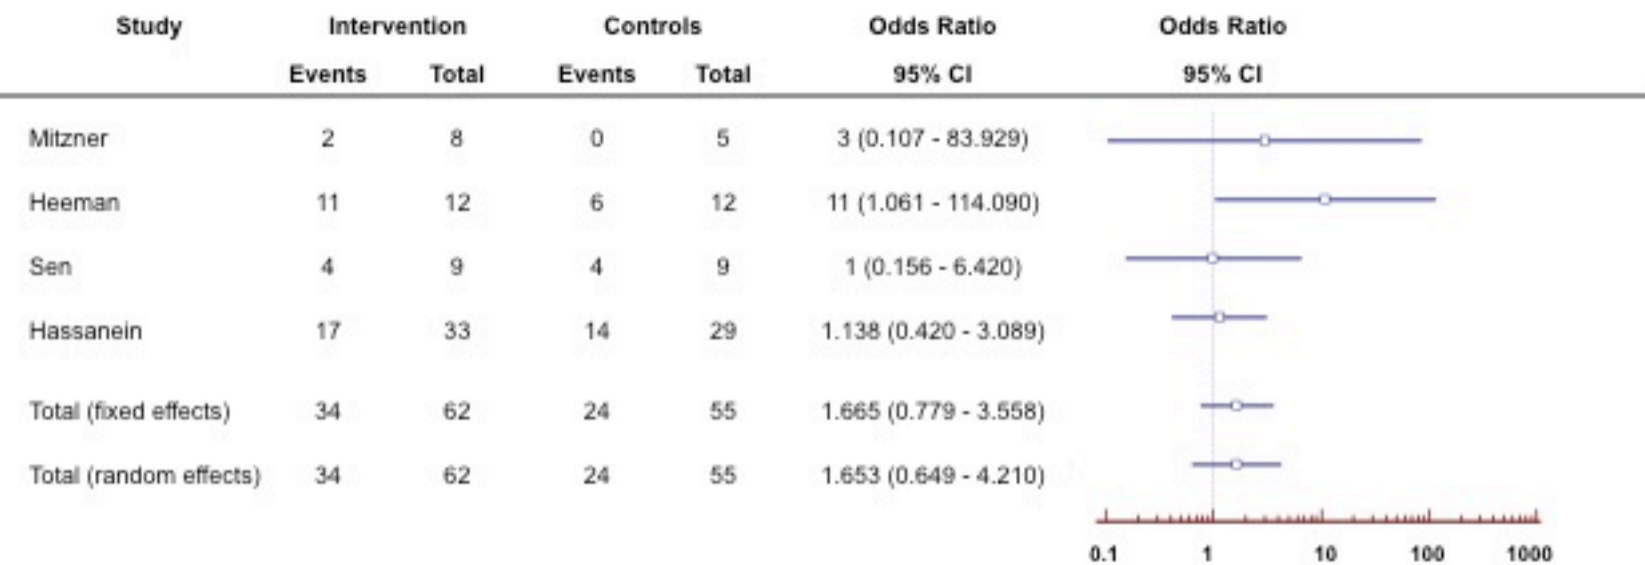 Study Intervention Controls Odds Ratio Odds Ratio
Events Total Events Total 95% CI 95% CI
Mitzner 2 8 0 5 3 (0.107 - 83.929)
Heeman 11 12 6 12 11 (1.061 - 114.090)
Sen 4 9 4 9 1 (0.156 - 6.420)
Hassanein 17 33 14 29 1.138 (0.420 - 3.089)
Total (fixed effects) 34 62 24 55 1.665 (0.779 - 3.558)
Total (random effects) 34 62 24 55 1.653 (0.649 - 4.210)
0.1 1 10 100 1000